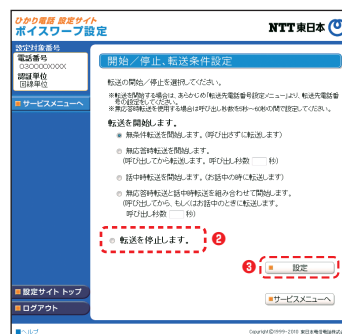 ひかり電話 設定サイト
ボイスワープ設定
NTT東日本
設定対象番号
電話番号
0300000XXXX
認証単位
回線単位
サービスメニューへ
開始/停止、転送条件設定
転送の開始/停止を選択してください。
※転送を開始する場合は、あらかじめ「転送先電話番号設定メニュー」より、転送先電話番
号の設定をしてください。
※無応答時転送を使用する場合は呼び出し秒数を5秒~60秒の間で設定してください。
転送を開始します。
無条件転送を開始します。(呼び出さずに転送します)
無応答時転送を開始します。
(呼び出してから転送します。呼び出し秒数 秒)
話中時転送を開始します。(お話中の時に転送します)
無応答時転送と話中時転送を組み合わせて開始します。
(呼び出してから、もしくはお話中のときに転送します。
呼び出し秒数 秒)
転送を停止します。 2
3 設定
サービスメニューへ
設定サイトトップ
ログアウト
ヘルプ
Copyright©1999-2010 東日本電信電話株式